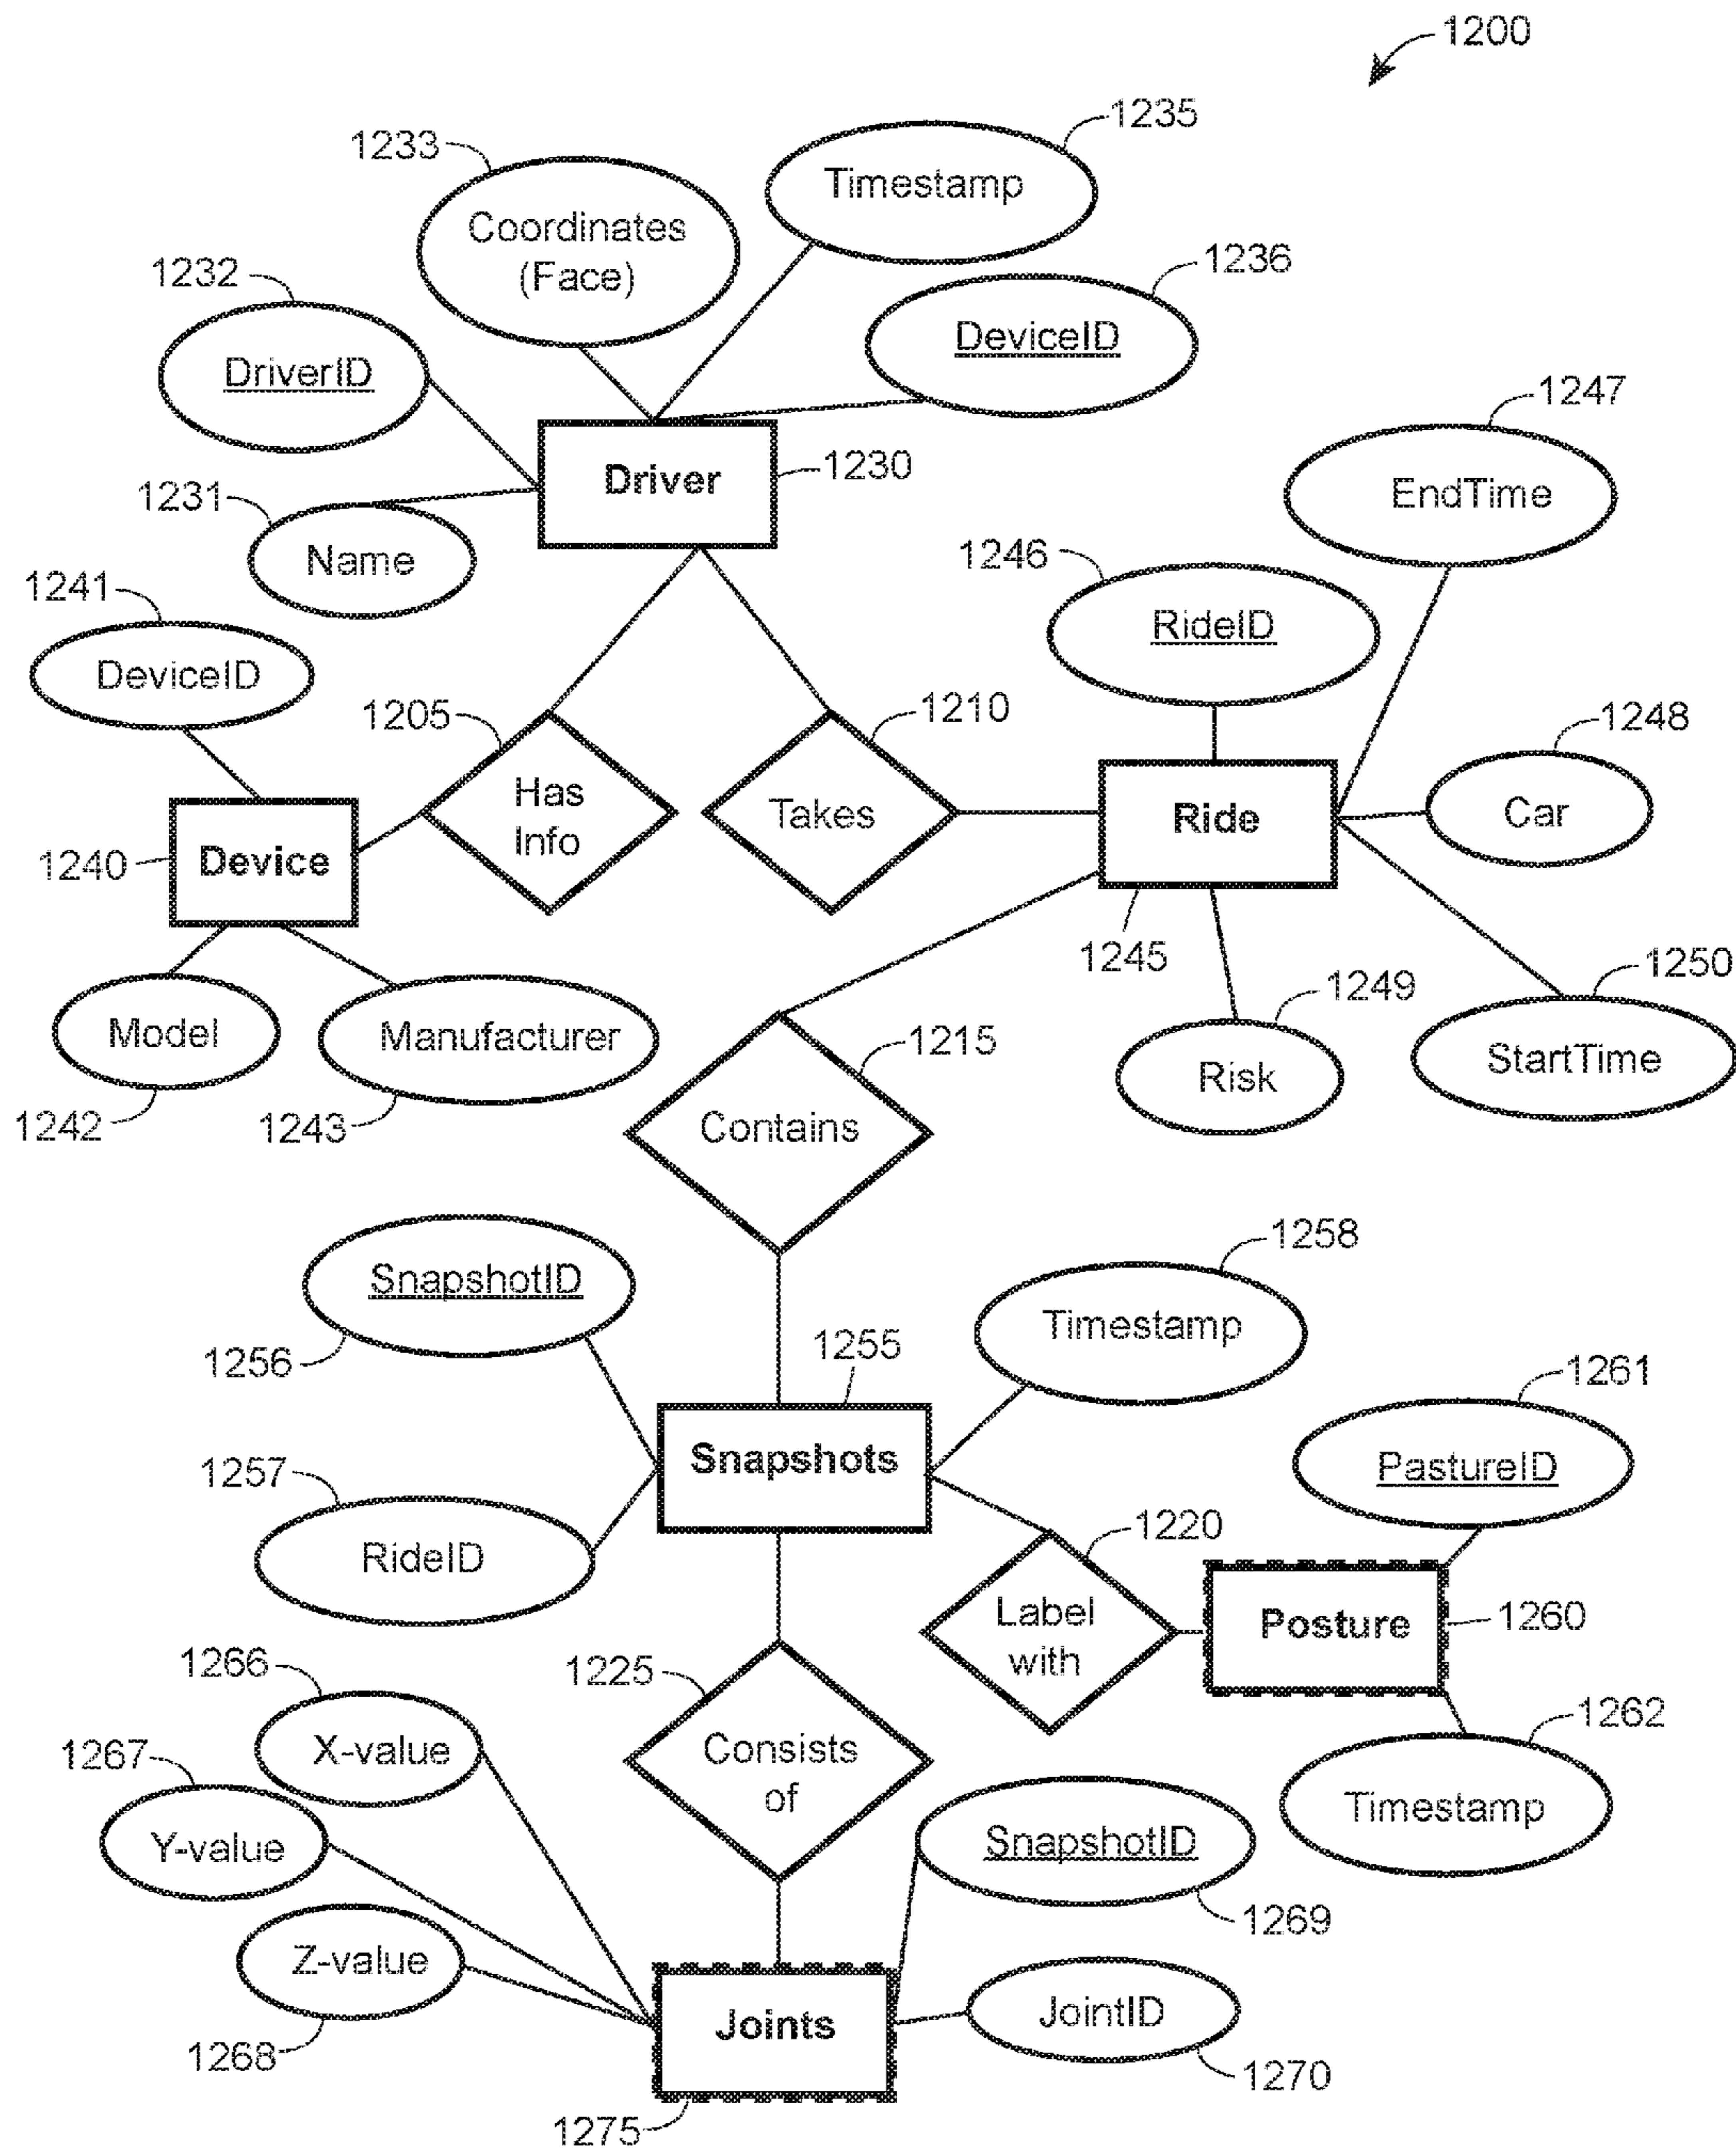 1200
1235
1233
Timestamp
Coordinates
(Face)
1236
1232
DeviceID
DriverID
1247
1230
Driver
EndTime
1231
1246
Name
1241
RideID
DeviceID
1205
1210
1248
Has
Info
Takes
Ride
Car
1240
Device
1245
1250
1249
Model
Manufacturer
1215
StartTime
Risk
1242
1243
Contains
1258
SnapshotID
Timestamp
1255
1256
1261
Snapshots
PastureID
1257
1220
RideID
Label
with
Posture
1260
1266
1225
1262
1267
X-value
Consists
of
Timestamp
Y-value
SnapshotID
1269
Z-value
JointID
Joints
1268
1270
1275